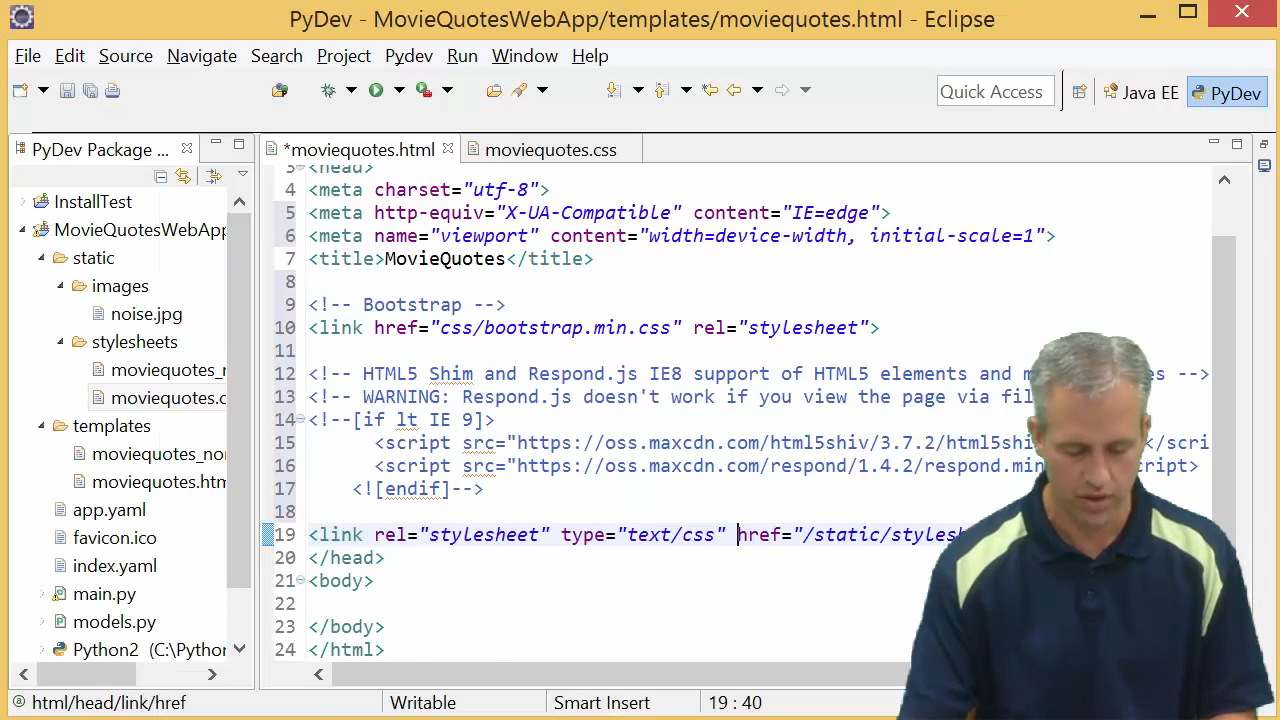 PyDev - MovieQuotesWebApp/templates/moviequotes.html - Eclipse
File Edit Source Navigate Search Project Pydev Run Window Help
Quick Access Java EE PyDev
PyDev Package ... *moviequotes.html moviequotes.css
InstallTest
MovieQuotesWebApp
static
images
noise.jpg
stylesheets
moviequotes_
moviequotes.c
templates
moviequotes_nor
moviequotes.htm
app.yaml
favicon.ico
index.yaml
main.py
models.py
Python2 (C:\Python
3 <head>
4 <meta charset="utf-8">
5 <meta http-equiv="X-UA-Compatible" content="IE=edge">
6 <meta name="viewport" content="width=device-width, initial-scale=1">
7 <title>MovieQuotes</title>
8
9 <!-- Bootstrap -->
10 <link href="css/bootstrap.min.css" rel="stylesheet">
11
12 <!-- HTML5 Shim and Respond.js IE8 support of HTML5 elements and m es -->
13 <!-- WARNING: Respond.js doesn't work if you view the page via fil
14 <!--[if lt IE 9]>
15 <script src="https://oss.maxcdn.com/html5shiv/3.7.2/html5shi </scri
16 <script src="https://oss.maxcdn.com/respond/1.4.2/respond.min cript>
17 <![endif]-->
18
19 <link rel="stylesheet" type="text/css" href="/static/stylesh
20 </head>
21 <body>
22
23 </body>
24 </html>
html/head/link/href Writable Smart Insert 19 : 40